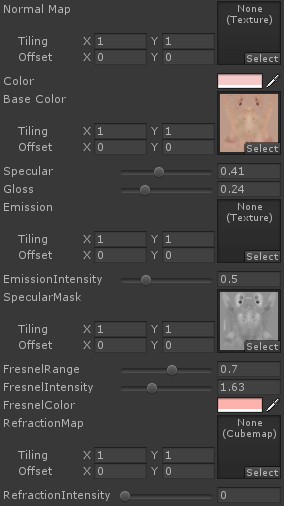 Normal Map
None
(Texture)
Tiling X 1 Y 1
Offset X 0 Y 0
Select
Color
Base Color
Tiling X 1 Y 1
Offset X 0 Y 0
Select
Specular 0.41
Gloss 0.24
Emission
None
(Texture)
Tiling X 1 Y 1
Offset X 0 Y 0
Select
EmissionIntensity 0.5
SpecularMask
Tiling X 1 Y 1
Offset X 0 Y 0
Select
FresnelRange 0.7
FresnelIntensity 1.63
FresnelColor
RefractionMap
None
(Cubemap)
Tiling X 1 Y 1
Offset X 0 Y 0
Select
RefractionIntensity 0